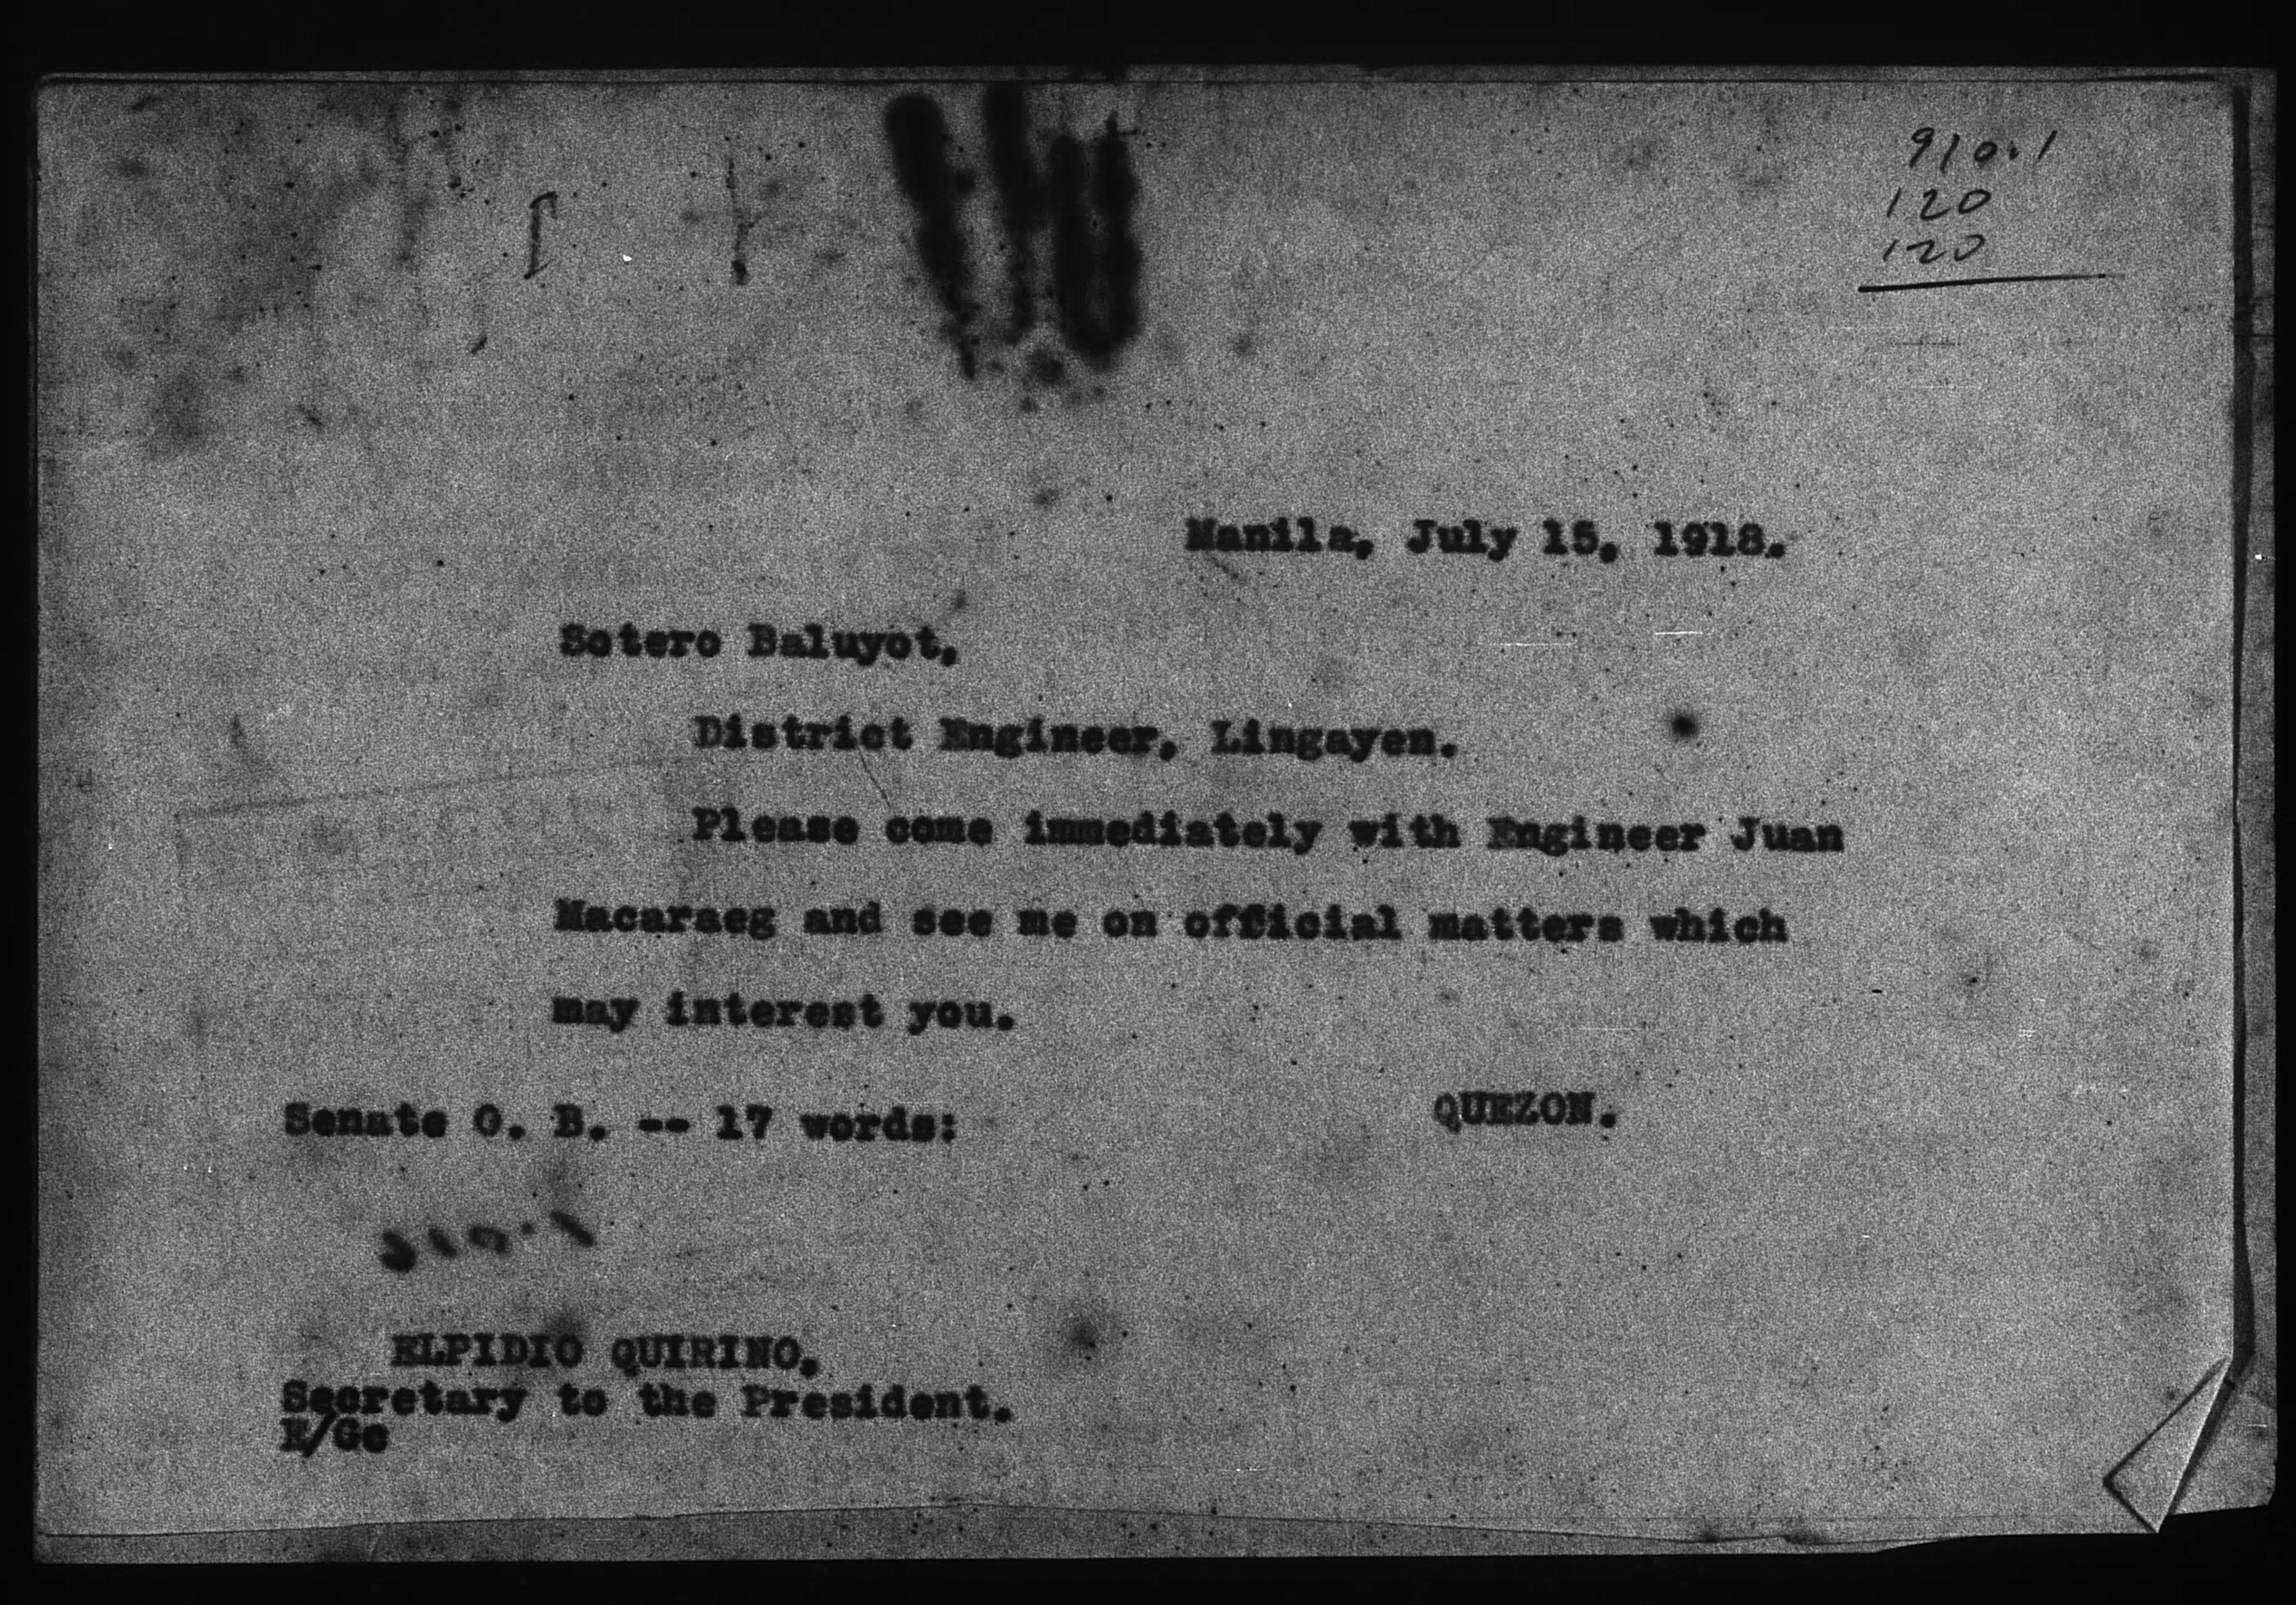 910.1
120
120
Manila, July 15, 1918.
Sotero Baluyot,
District Engineer, Lingayen.
Please come immediately with Engineer Juan
Macaraeg and see me on official matters which
may interest you.
QUEZON.
Senate O. B. -- 17 words:
ELPIDIO QUIRINO,
Secretary to the President.
E/Gc